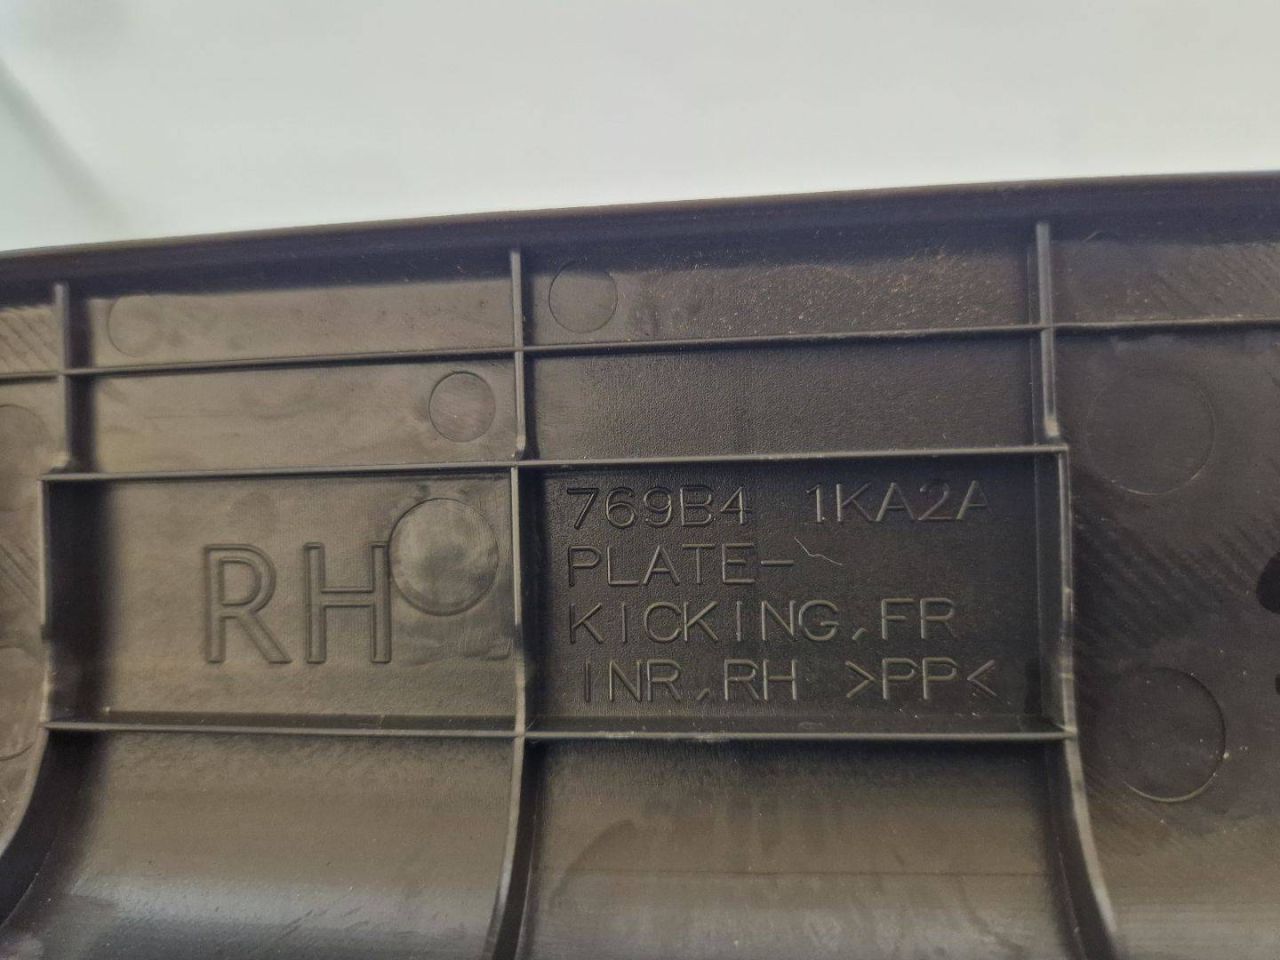 RH
769B4 1KA2A
PLATE-
KICKING,FR
INR,RH >PP<